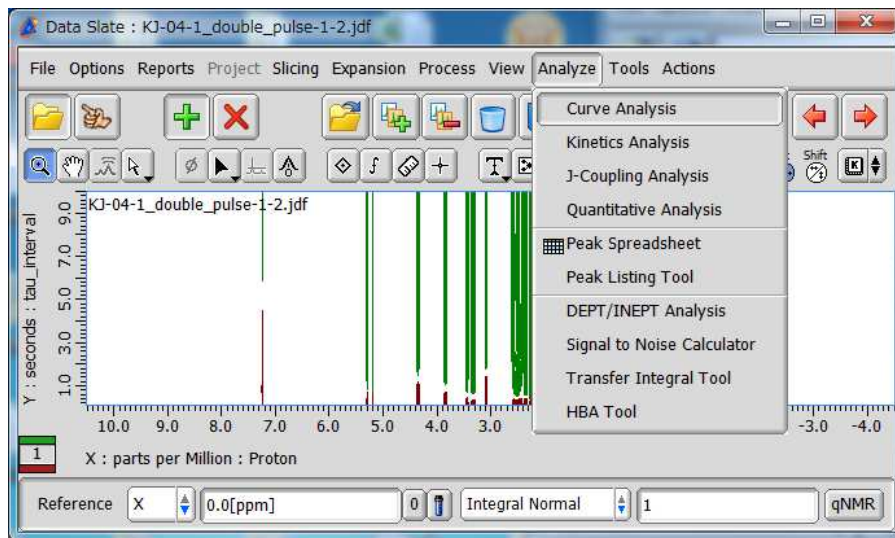 Data Slate : KJ-04-1_double_pulse-1-2.jdf
File Options Reports Project Slicing Expansion Process View Analyze Tools Actions
Curve Analysis
Kinetics Analysis
J-Coupling Analysis
Quantitative Analysis
Peak Spreadsheet
Peak Listing Tool
DEPT/INEPT Analysis
Signal to Noise Calculator
Transfer Integral Tool
HBA Tool
Shift
KJ-04-1_double_pulse-1-2.jdf
Y : seconds : tau_interval
9.0
7.0
5.0
3.0
1.0
10.0 9.0 8.0 7.0 6.0 5.0 4.0 3.0 -3.0 -4.0
1
X : parts per Million : Proton
Reference X 0.0[ppm] 0 Integral Normal 1 qNMR